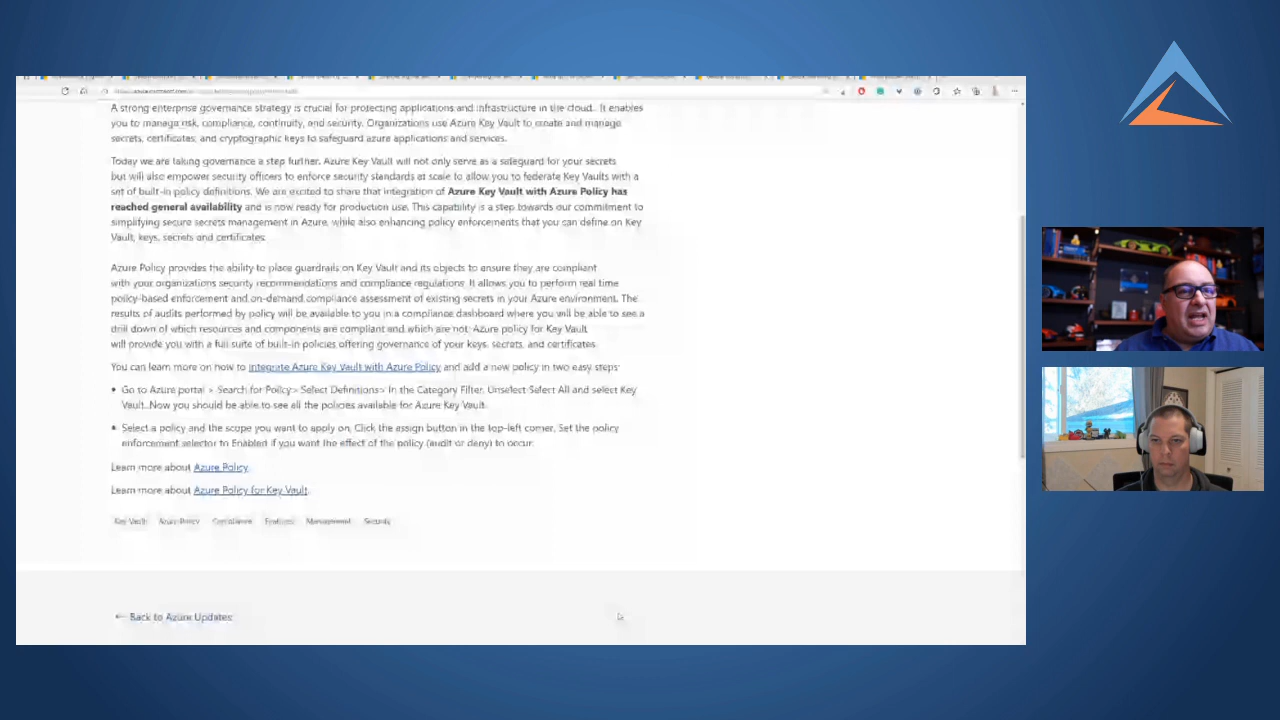 A strong enterprise governance strategy is crucial for protecting applications and infrastructure in the cloud. It enables
you to manage risk, compliance, continuity, and security. Organizations use Azure Key Vault to create and manage
secrets, certificates, and cryptographic keys to safeguard azure applications and services.
Today we are taking governance a step further. Azure Key Vault will not only serve as a safeguard for your secrets
but will also empower security officers to enforce security standards at scale to allow you to federate Key Vaults with a
set of built-in policy definitions. We are excited to share that integration of Azure Key Vault with Azure Policy has
reached general availability and is now ready for production use. This capability is a step towards our commitment to
simplifying secure secrets management in Azure, while also enhancing policy enforcements that you can define on Key
Vault, keys, secrets and certificates.
Azure Policy provides the ability to place guardrails on Key Vault and its objects to ensure they are compliant
with your organizations security recommendations and compliance regulations. It allows you to perform real time
policy-based enforcement and on-demand compliance assessment of existing secrets in your Azure environment. The
results of audits performed by policy will be available to you in a compliance dashboard where you will be able to see a
drill down of which resources and components are compliant and which are not. Azure policy for Key Vault
will provide you with a full suite of built-in policies offering governance of your keys, secrets, and certificates.
You can learn more on how to integrate Azure Key Vault with Azure Policy and add a new policy in two easy steps:
• Go to Azure portal > Search for Policy> Select Definitions> In the Category Filter, Unselect Select All and select Key
Vault. Now you should be able to see all the policies available for Azure Key Vault.
• Select a policy and the scope you want to apply on, Click the assign button in the top-left corner. Set the policy
enforcement selector to Enabled if you want the effect of the policy (audit or deny) to occur.
Learn more about Azure Policy.
Learn more about Azure Policy for Key Vault.
Key Vault Azure Policy Compliance Features Management Security
← Back to Azure Updates